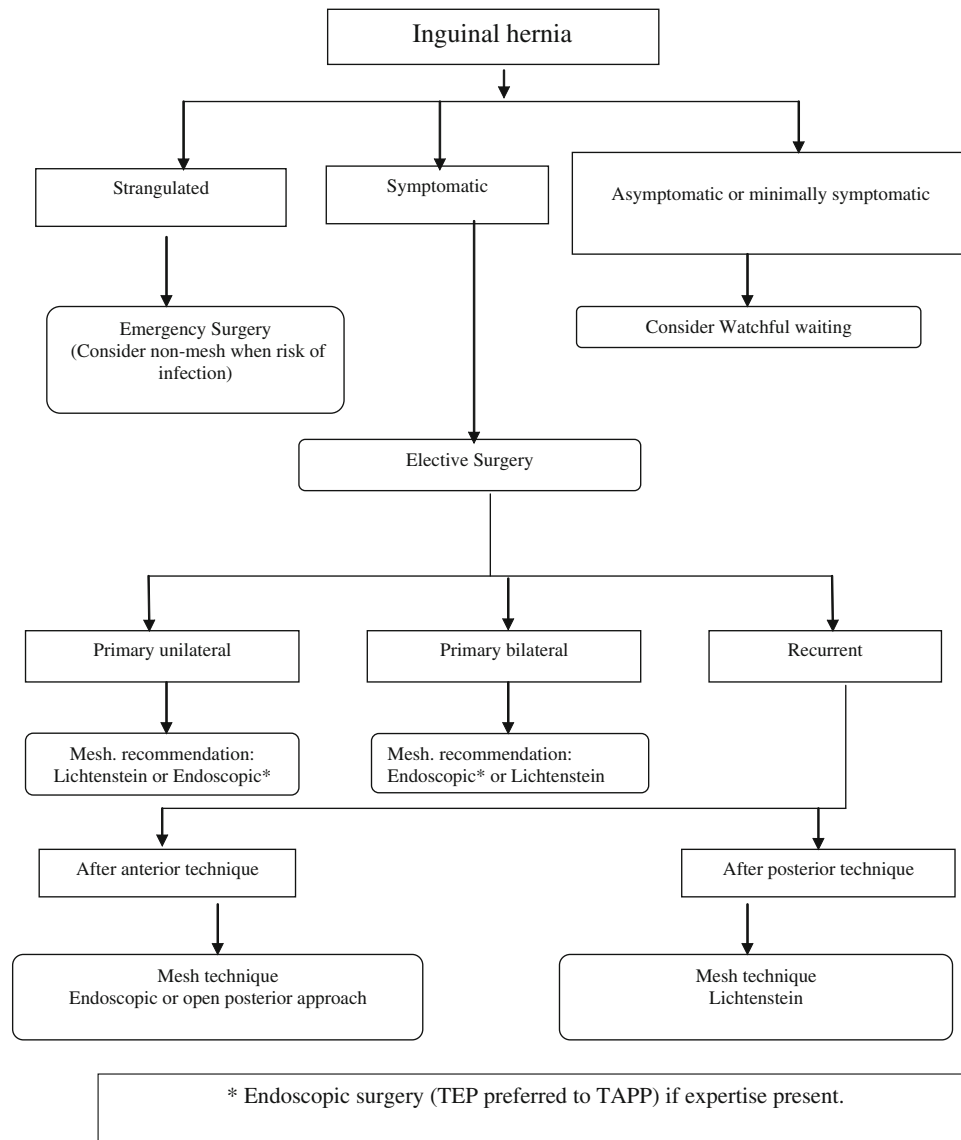 Inguinal hernia
Strangulated
Symptomatic
Asymptomatic or minimally symptomatic
Emergency Surgery
(Consider non-mesh when risk of
infection)
Consider Watchful waiting
Elective Surgery
Primary unilateral
Primary bilateral
Recurrent
Mesh. recommendation:
Lichtenstein or Endoscopic*
Mesh. recommendation:
Endoscopic* or Lichtenstein
After anterior technique
After posterior technique
Mesh technique
Endoscopic or open posterior approach
Mesh technique
Lichtenstein
* Endoscopic surgery (TEP preferred to TAPP) if expertise present.